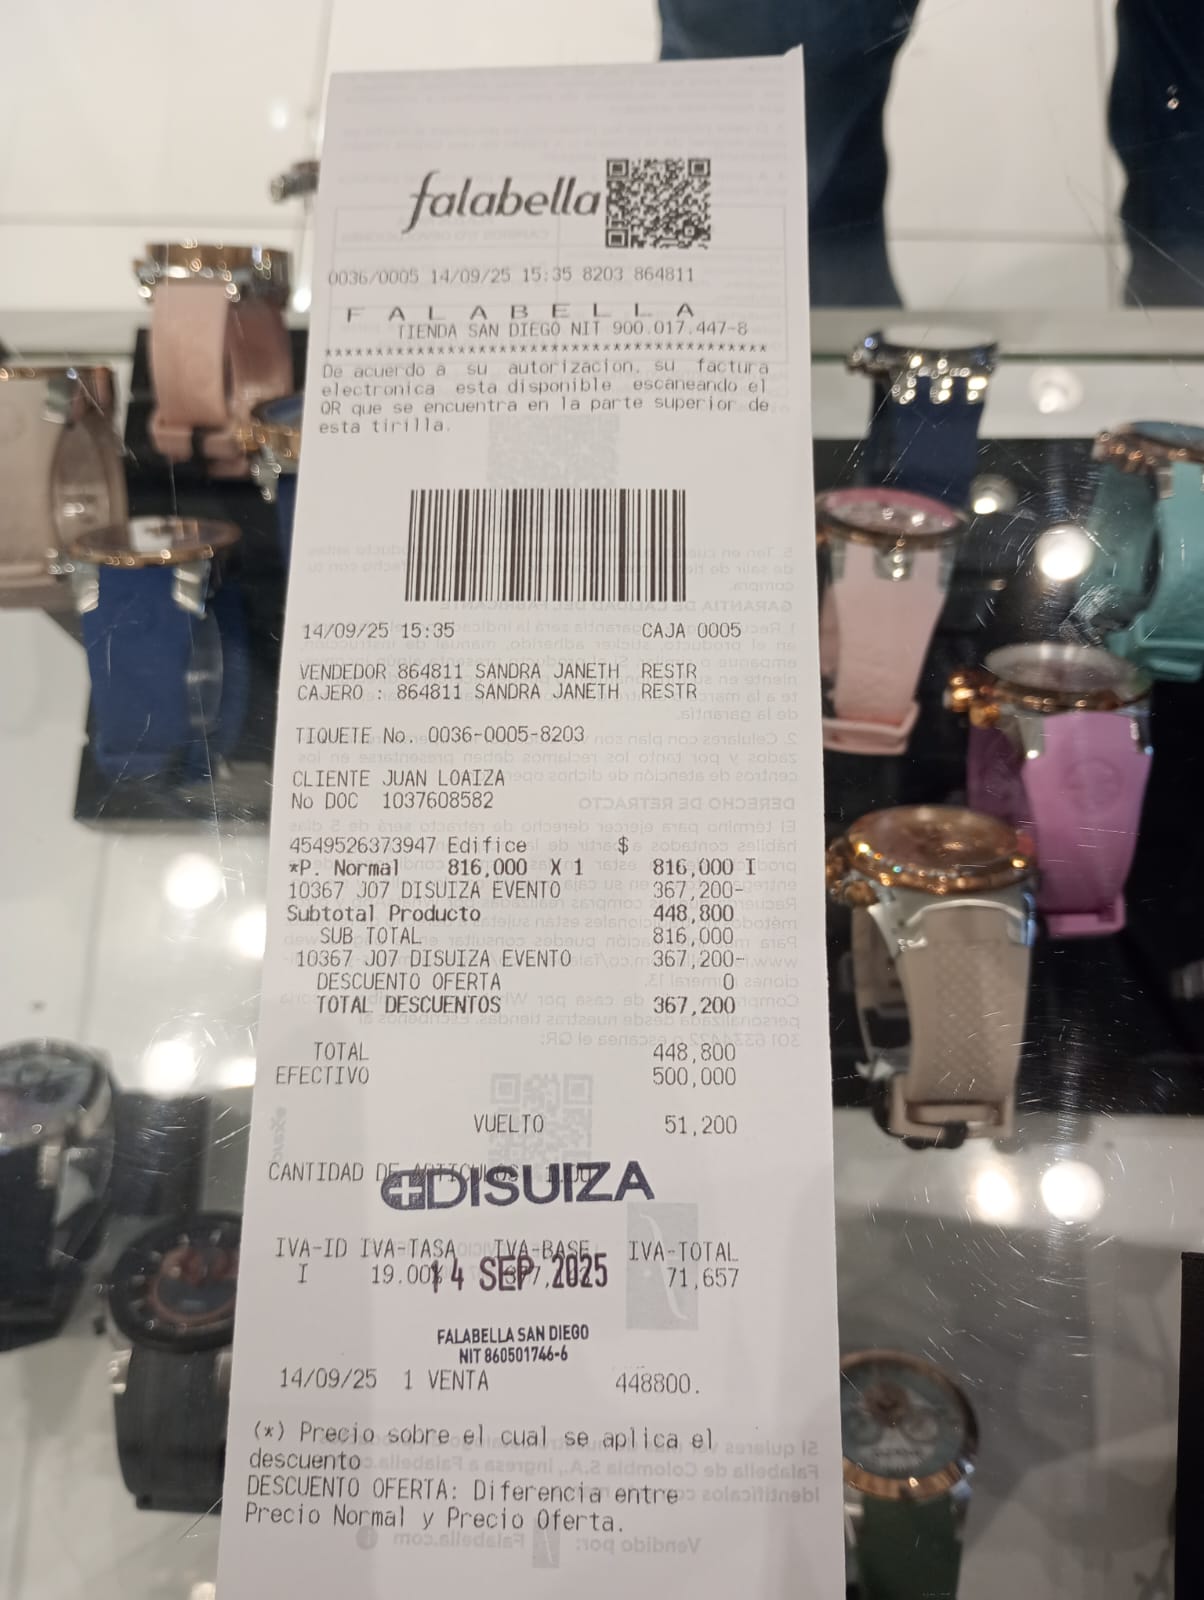 falabella
0036/0005 14/09/25 15:35 8203 864811
F A L A B E L L A
TIENDA SAN DIEGO NIT 900.017.447-8
******************************************
De acuerdo a su autorizacion, su factura
electronica esta disponible escaneando el
QR que se encuentra en la parte superior de
esta tirilla.
14/09/25 15:35 CAJA 0005
VENDEDOR 864811 SANDRA JANETH RESTR
CAJERO : 864811 SANDRA JANETH RESTR
TIQUETE No. 0036-0005-8203
CLIENTE JUAN LOAIZA
No DOC 1037608582
4549526373947 Edifice $
*P. Normal 816,000 X 1 816,000 I
10367 J07 DISUIZA EVENTO 367,200-
Subtotal Producto 448,800
SUB TOTAL 816,000
10367 J07 DISUIZA EVENTO 367,200-
DESCUENTO OFERTA 0
TOTAL DESCUENTOS 367,200
TOTAL 448,800
EFECTIVO 500,000
VUELTO 51,200
CANTIDAD DE ARTICULOS
DISUIZA
IVA-ID IVA-TASA IVA-BASE IVA-TOTAL
I 19.00% 71,657
14 SEP 2025
FALABELLA SAN DIEGO
NIT 860501746-6
14/09/25 1 VENTA 448800.
(*) Precio sobre el cual se aplica el
descuento
DESCUENTO OFERTA: Diferencia entre
Precio Normal y Precio Oferta.